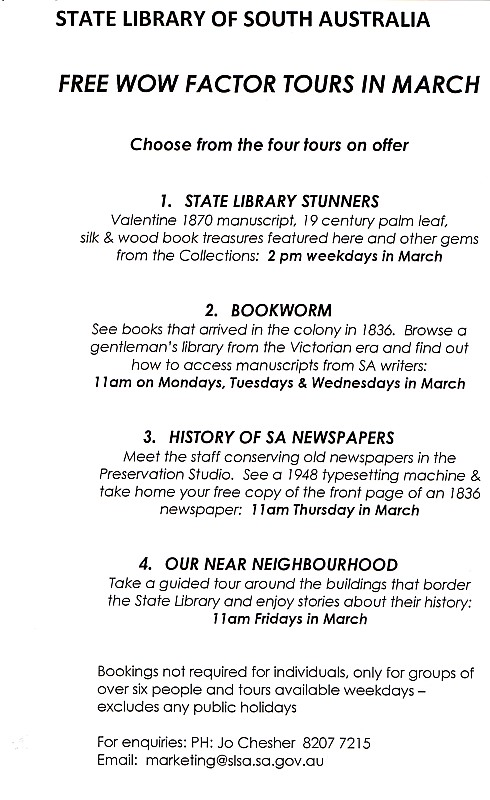 STATE LIBRARY OF SOUTH AUSTRALIA
FREE WOW FACTOR TOURS IN MARCH
Choose from the four tours on offer
1. STATE LIBRARY STUNNERS
Valentine 1870 manuscript, 19 century palm leaf,
silk & wood book treasures featured here and other gems
from the Collections: 2 pm weekdays in March
2. BOOKWORM
See books that arrived in the colony in 1836. Browse a
gentleman's library from the Victorian era and find out
how to access manuscripts from SA writers:
11am on Mondays, Tuesdays & Wednesdays in March
3. HISTORY OF SA NEWSPAPERS
Meet the staff conserving old newspapers in the
Preservation Studio. See a 1948 typesetting machine &
take home your free copy of the front page of an 1836
newspaper: 11am Thursday in March
4. OUR NEAR NEIGHBOURHOOD
Take a guided tour around the buildings that border
the State Library and enjoy stories about their history:
11am Fridays in March
Bookings not required for individuals, only for groups of
over six people and tours available weekdays –
excludes any public holidays
For enquiries: PH: Jo Chesher 8207 7215
Email: marketing@slsa.sa.gov.au